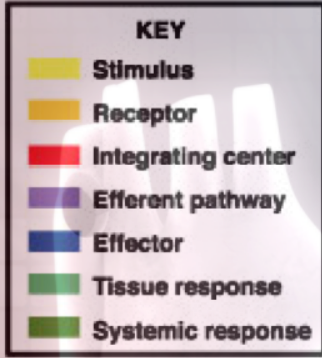 KEY
Stimulus
Receptor
Integrating center
Efferent pathway
Effector
Tissue response
Systemic response